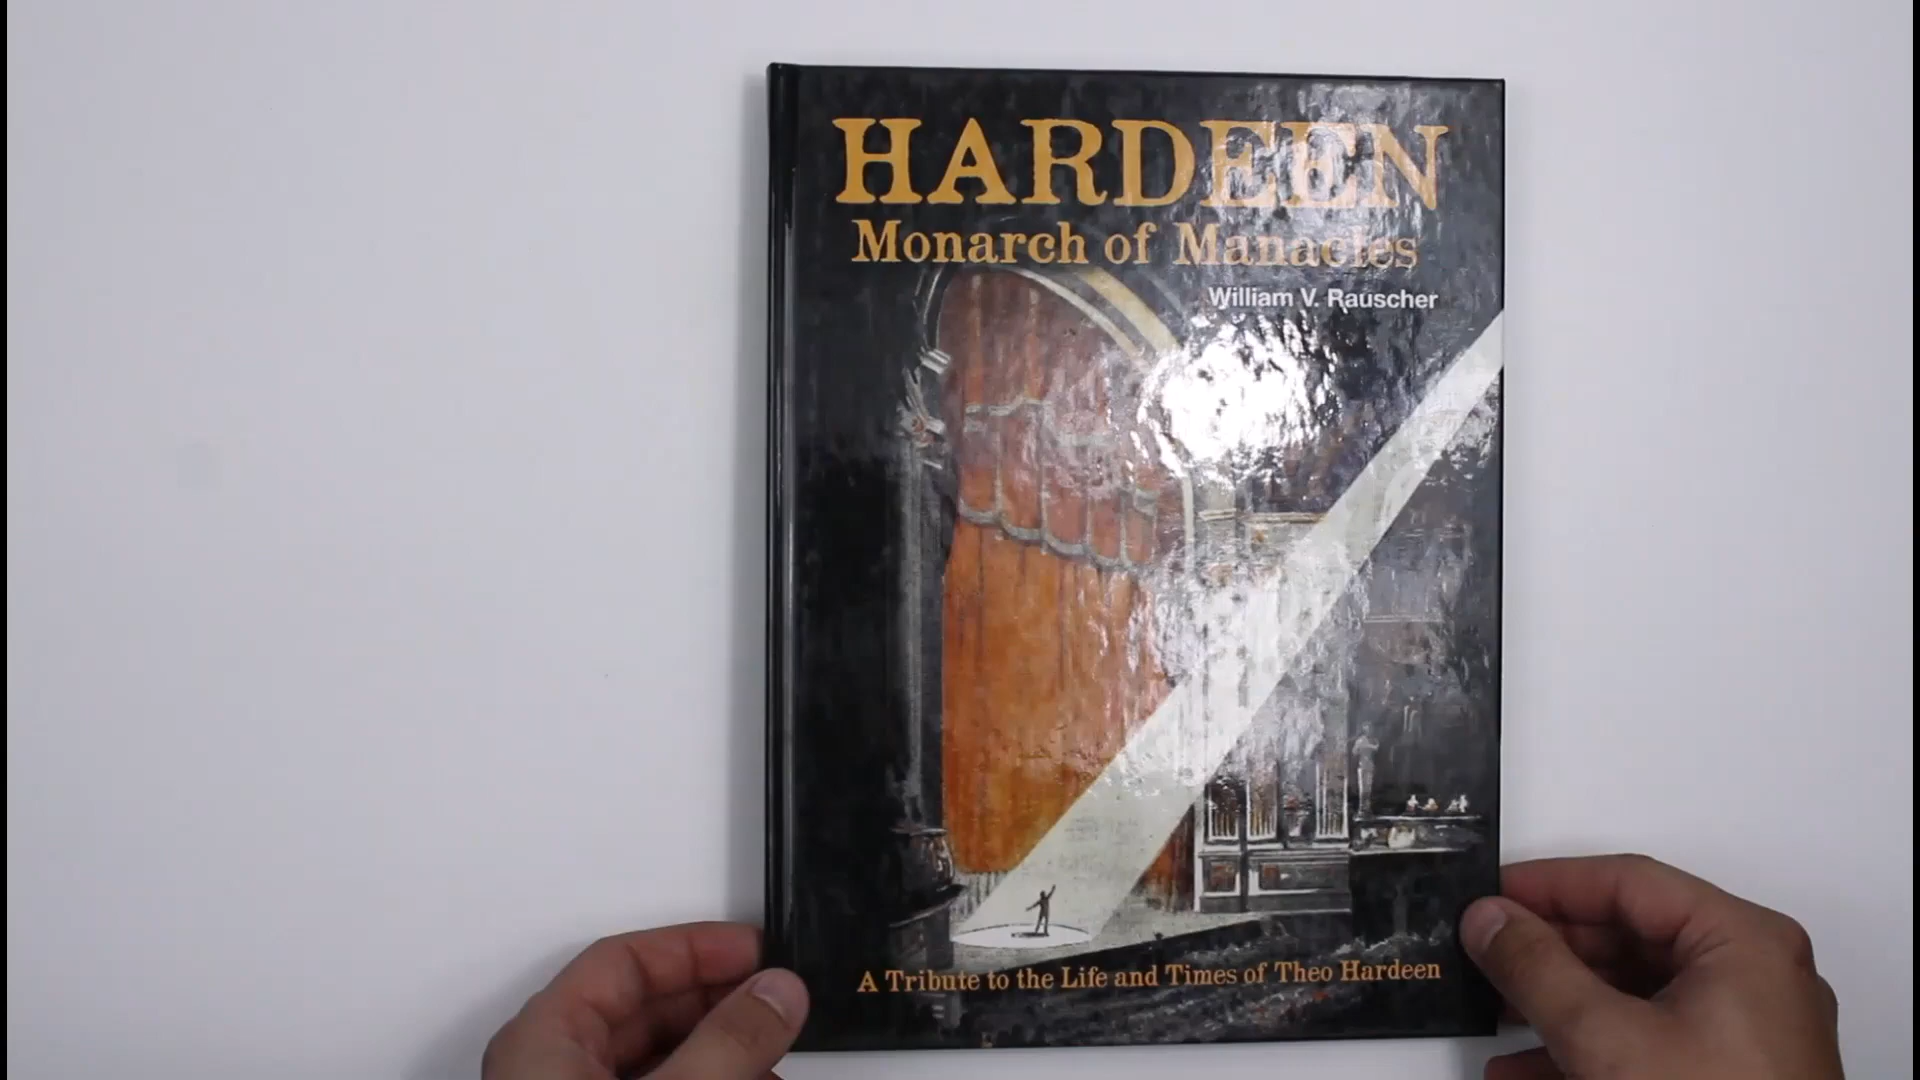 HARDEEN
Monarch of Manacles
William V. Rauscher
A Tribute to the Life and Times of Theo Hardeen